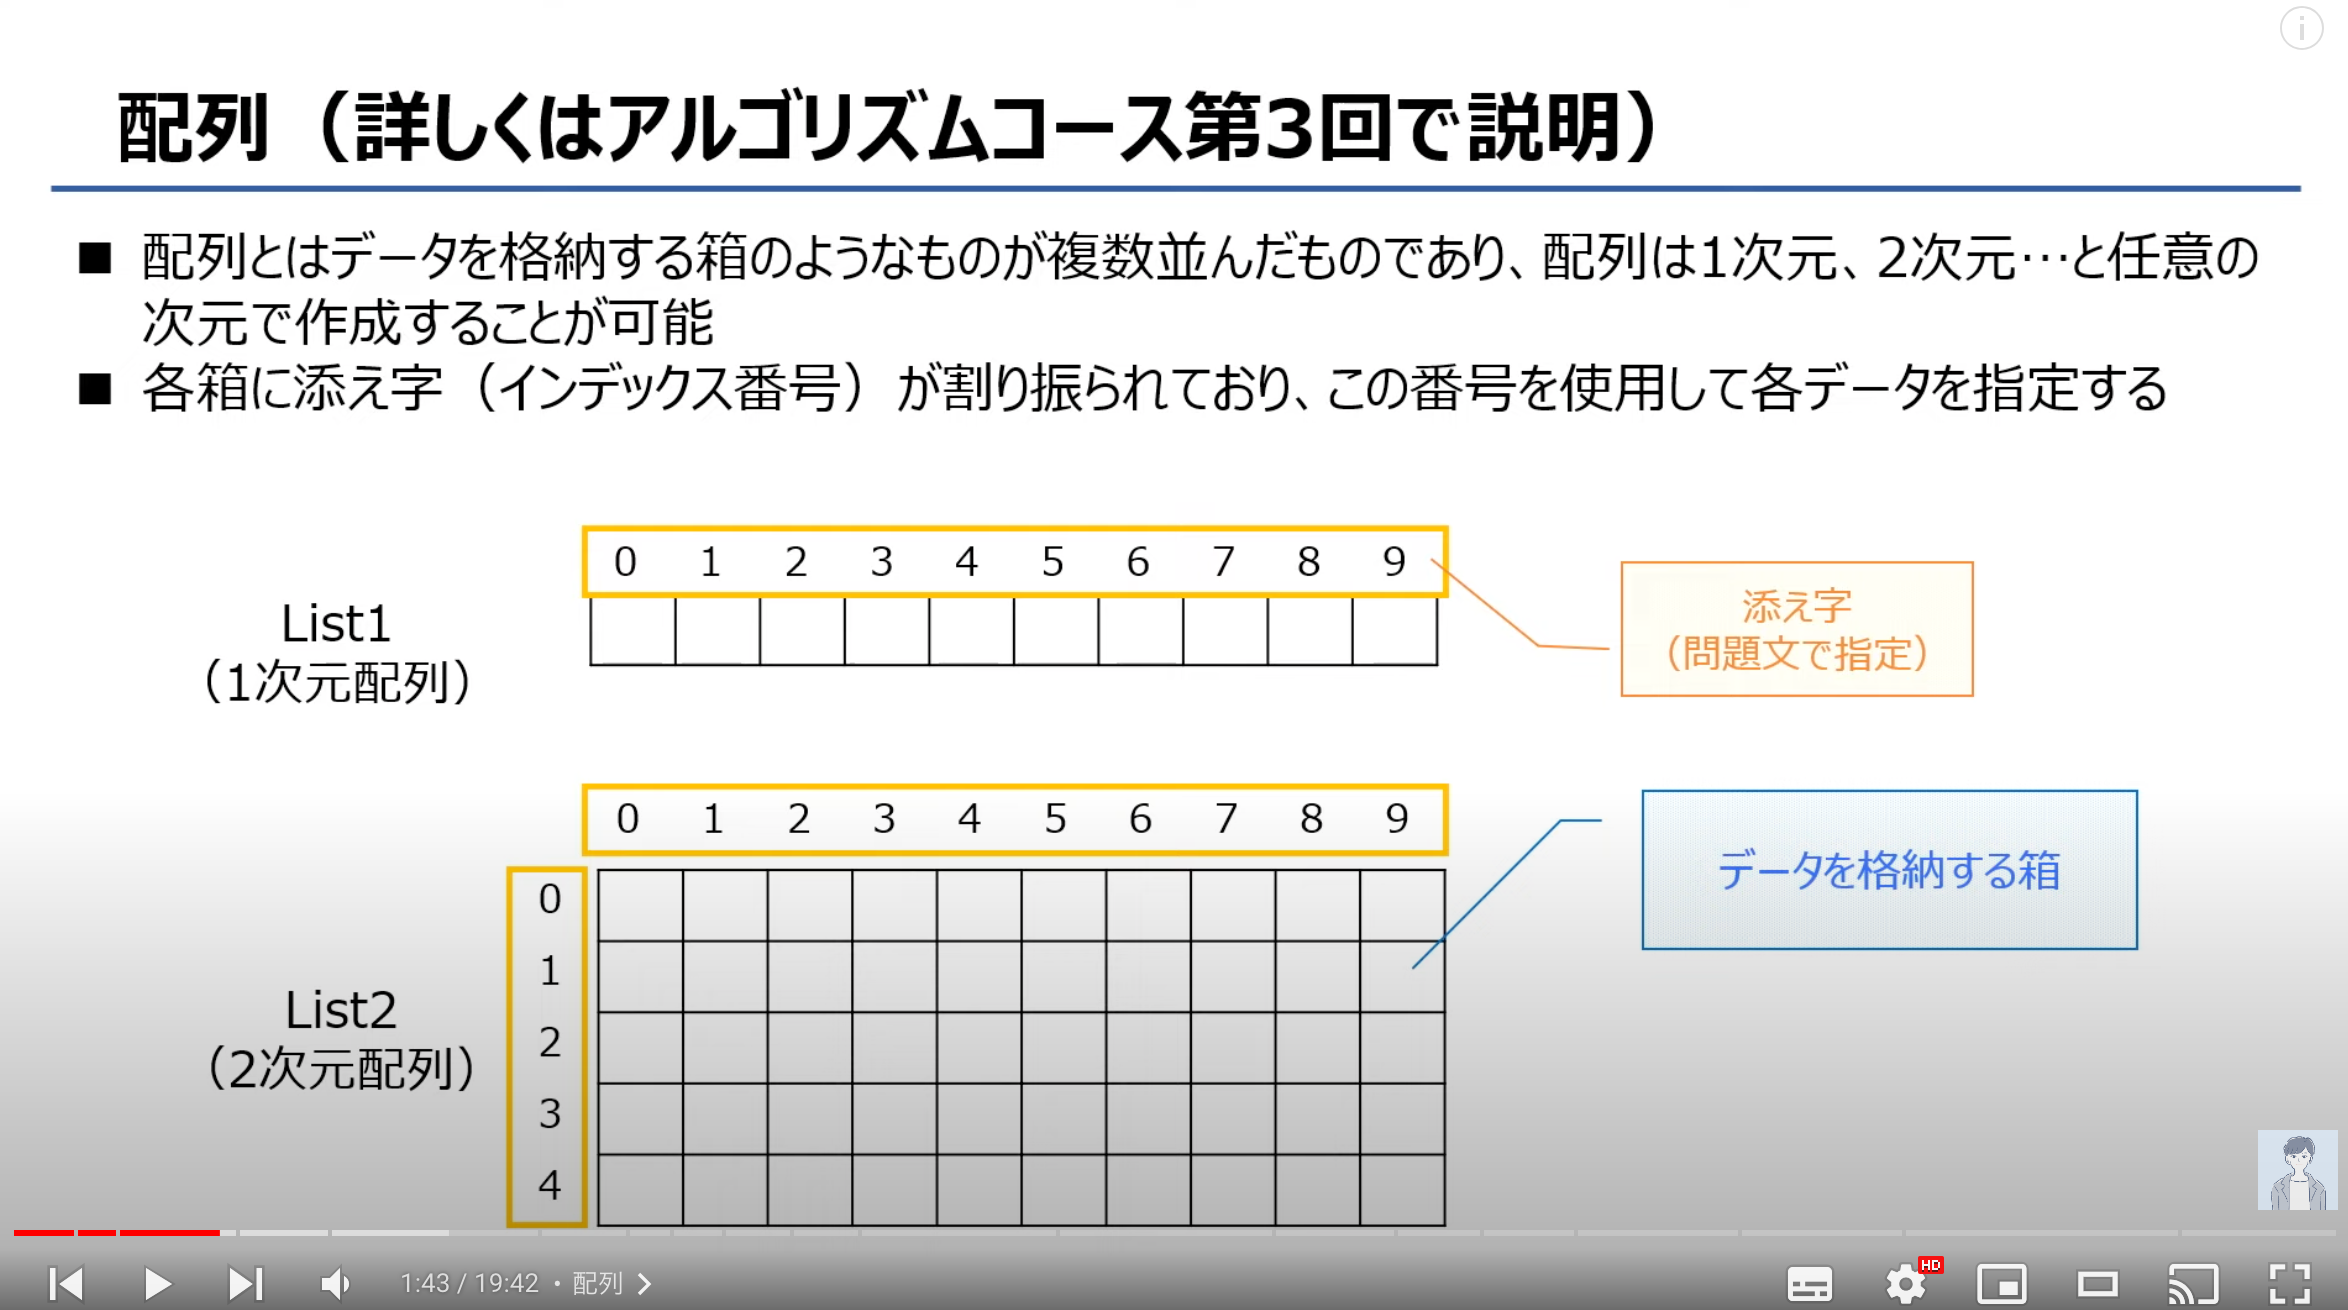 配列（詳しくはアルゴリズムコース第3回で説明）
■ 配列とはデータを格納する箱のようなものが複数並んだものであり、配列は1次元、2次元…と任意の
次元で作成することが可能
■ 各箱に添え字（インデックス番号）が割り振られており、この番号を使用して各データを指定する
0 1 2 3 4 5 6 7 8 9
List1
（1次元配列）
添え字
（問題文で指定）
0 1 2 3 4 5 6 7 8 9
データを格納する箱
0
1
2
3
4
List2
（2次元配列）
1:43 / 19:42 • 配列
HD